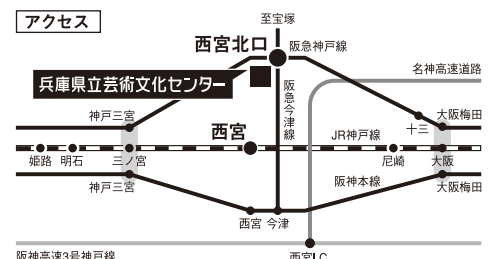 アクセス
至宝塚
西宮北口
阪急神戸線
兵庫県立芸術文化センター
阪急今津線
名神高速道路
神戸三宮
大阪梅田
十三
西宮
JR神戸線
姫路
明石
三ノ宮
尼崎
大阪
神戸三宮
阪神本線
大阪梅田
西宮
今津
阪神高速3号神戸線
西宮I.C